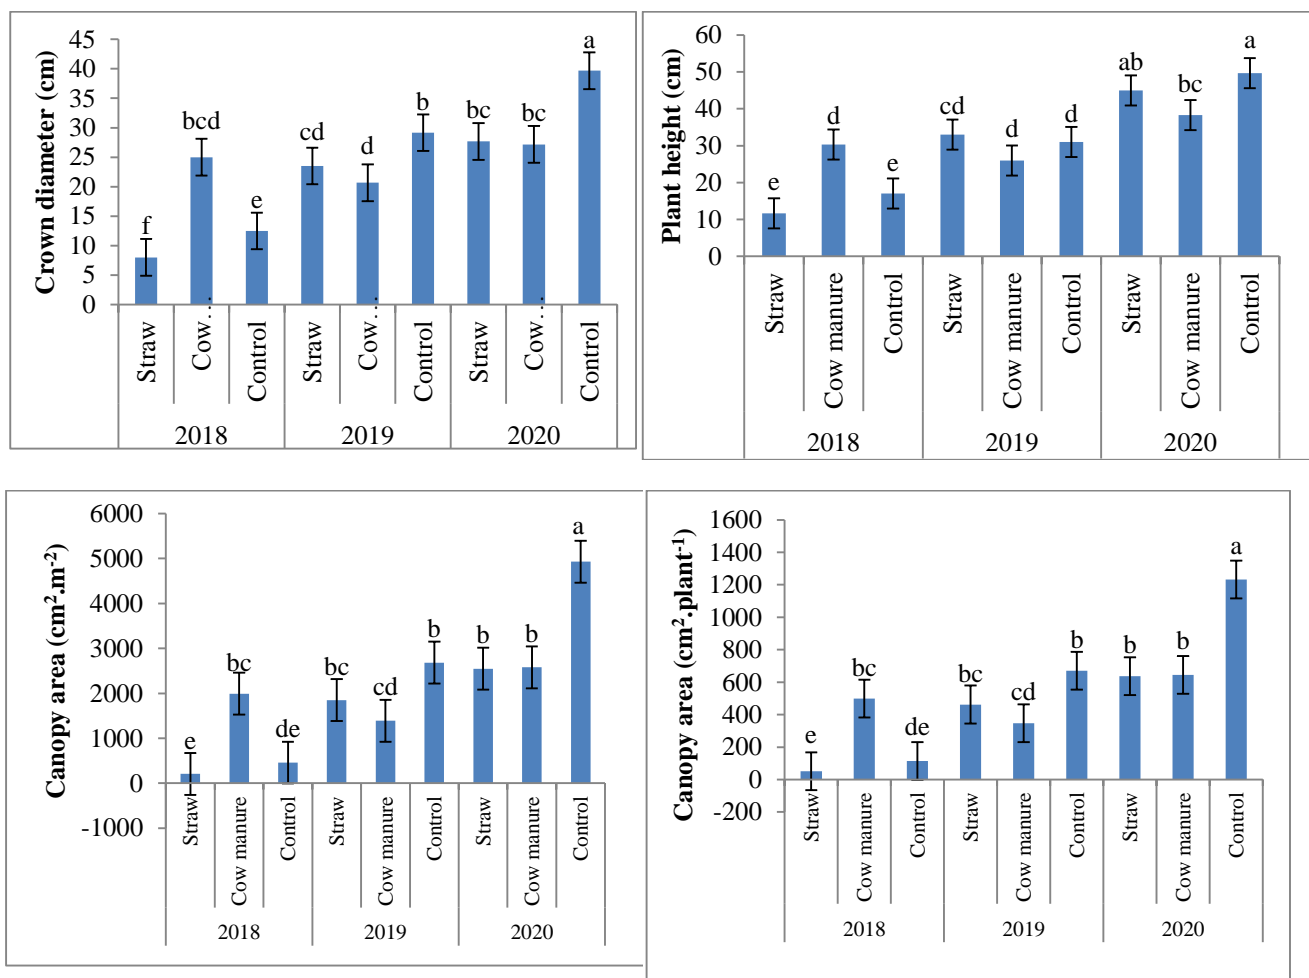 Crown diameter (cm)
45
40
35
30
25
20
15
10
5
0
f
bcd
e
cd
d
b
bc
bc
a
Straw
Cow…
Control
Straw
Cow…
Control
Straw
Cow…
Control
2018
2019
2020
Plant height (cm)
60
50
40
30
20
10
0
e
d
e
cd
d
d
ab
bc
a
Straw
Cow manure
Control
Straw
Cow manure
Control
Straw
Cow manure
Control
2018
2019
2020
Canopy area (cm².m⁻²)
6000
5000
4000
3000
2000
1000
0
-1000
e
bc
de
bc
cd
b
b
b
a
Straw
Cow manure
Control
Straw
Cow manure
Control
Straw
Cow manure
Control
2018
2019
2020
Canopy area (cm².plant⁻¹)
1600
1400
1200
1000
800
600
400
200
0
-200
e
bc
de
bc
cd
b
b
b
a
Straw
Cow manure
Control
Straw
Cow manure
Control
Straw
Cow manure
Control
2018
2019
2020